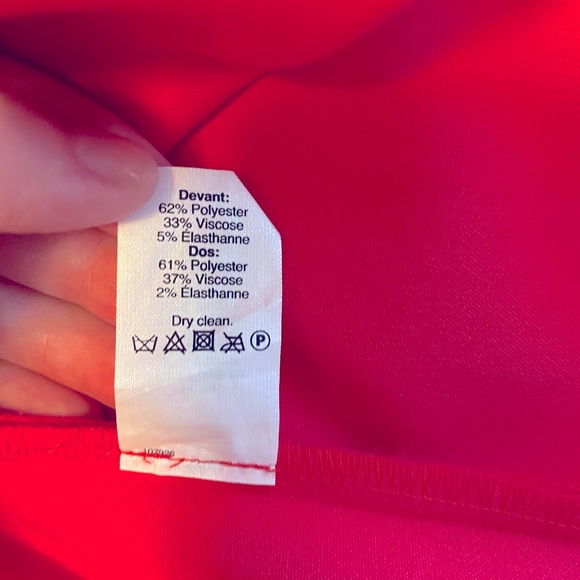 Devant:
62% Polyester
33% Viscose
5% Élasthanne
Dos:
61% Polyester
37% Viscose
2% Élasthanne
Dry clean.
P